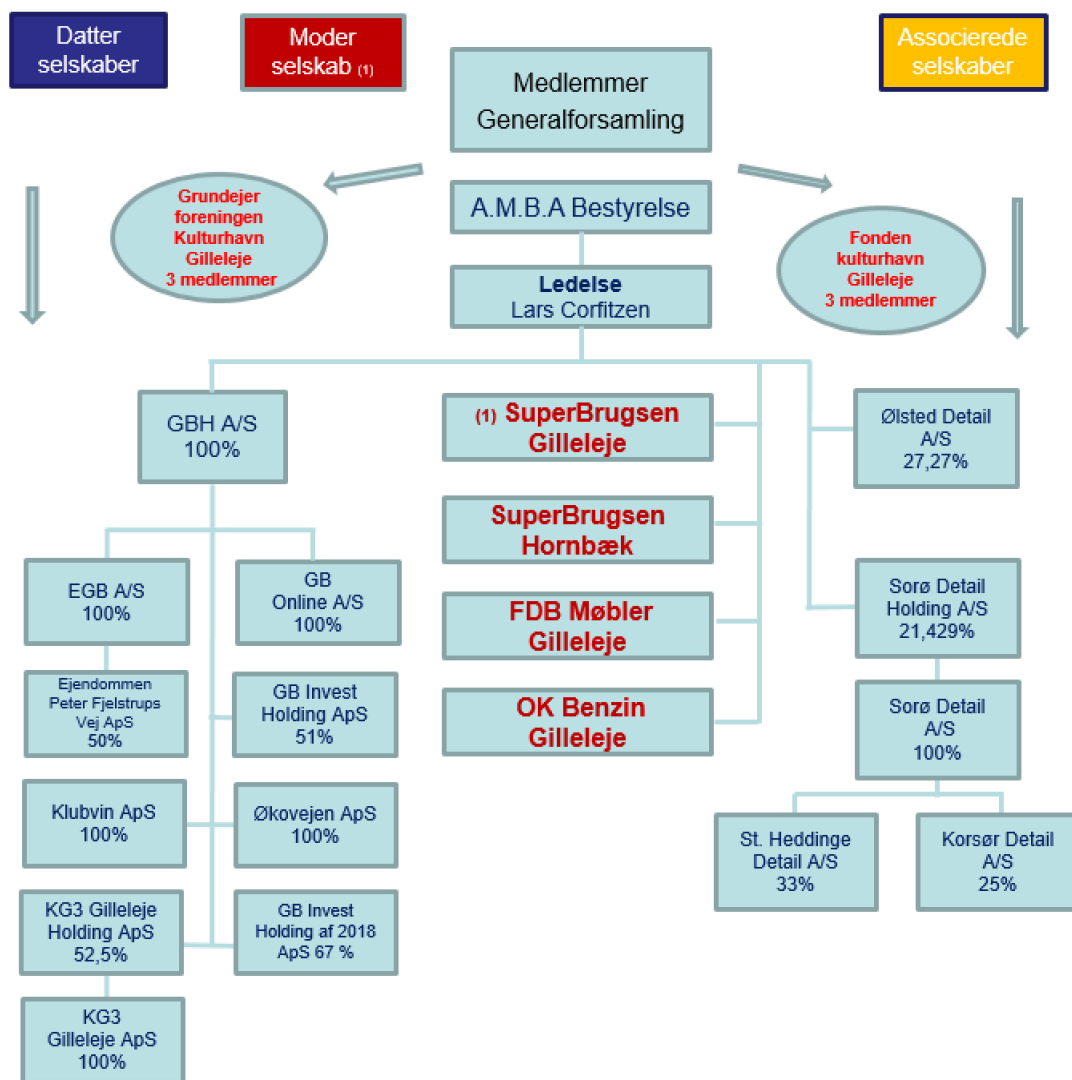 Datter
selskaber
Moder
selskab (1)
Associerede
selskaber
Medlemmer
Generalforsamling
Grundejer
foreningen
Kulturhavn
Gilleleje
3 medlemmer
A.M.B.A Bestyrelse
Fonden
kulturhavn
Gilleleje
3 medlemmer
Ledelse
Lars Corfitzen
GBH A/S
100%
(1) SuperBrugsen
Gilleleje
Ølsted Detail
A/S
27,27%
SuperBrugsen
Hornbæk
EGB A/S
100%
GB
Online A/S
100%
FDB Møbler
Gilleleje
Sorø Detail
Holding A/S
21,429%
Ejendommen
Peter Fjelstrups
Vej ApS
50%
GB Invest
Holding ApS
51%
OK Benzin
Gilleleje
Sorø Detail
A/S
100%
Klubvin ApS
100%
Økovejen ApS
100%
St. Heddinge
Detail A/S
33%
Korsør Detail
A/S
25%
KG3 Gilleleje
Holding ApS
52,5%
GB Invest
Holding af 2018
ApS 67 %
KG3
Gilleleje ApS
100%